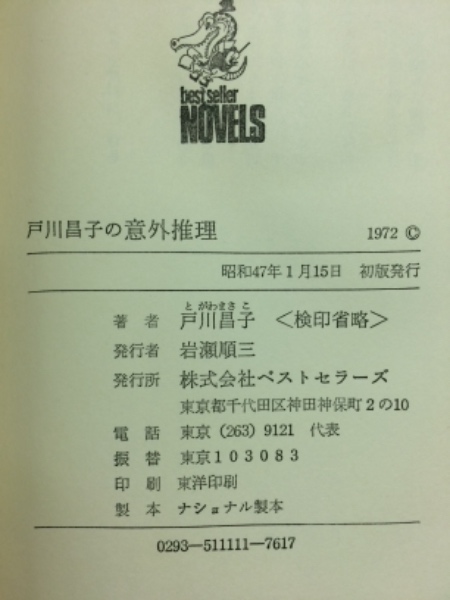 best seller
NOVELS
戸川昌子の意外推理 1972 ©
昭和47年1月15日 初版発行
とがわまさこ
著者 戸川昌子 <検印省略>
発行者 岩瀬順三
発行所 株式会社ベストセラーズ
東京都千代田区神田神保町2の10
電話 東京(263)9121 代表
振替 東京103083
印刷 東洋印刷
製本 ナショナル製本
0293—511111—7617